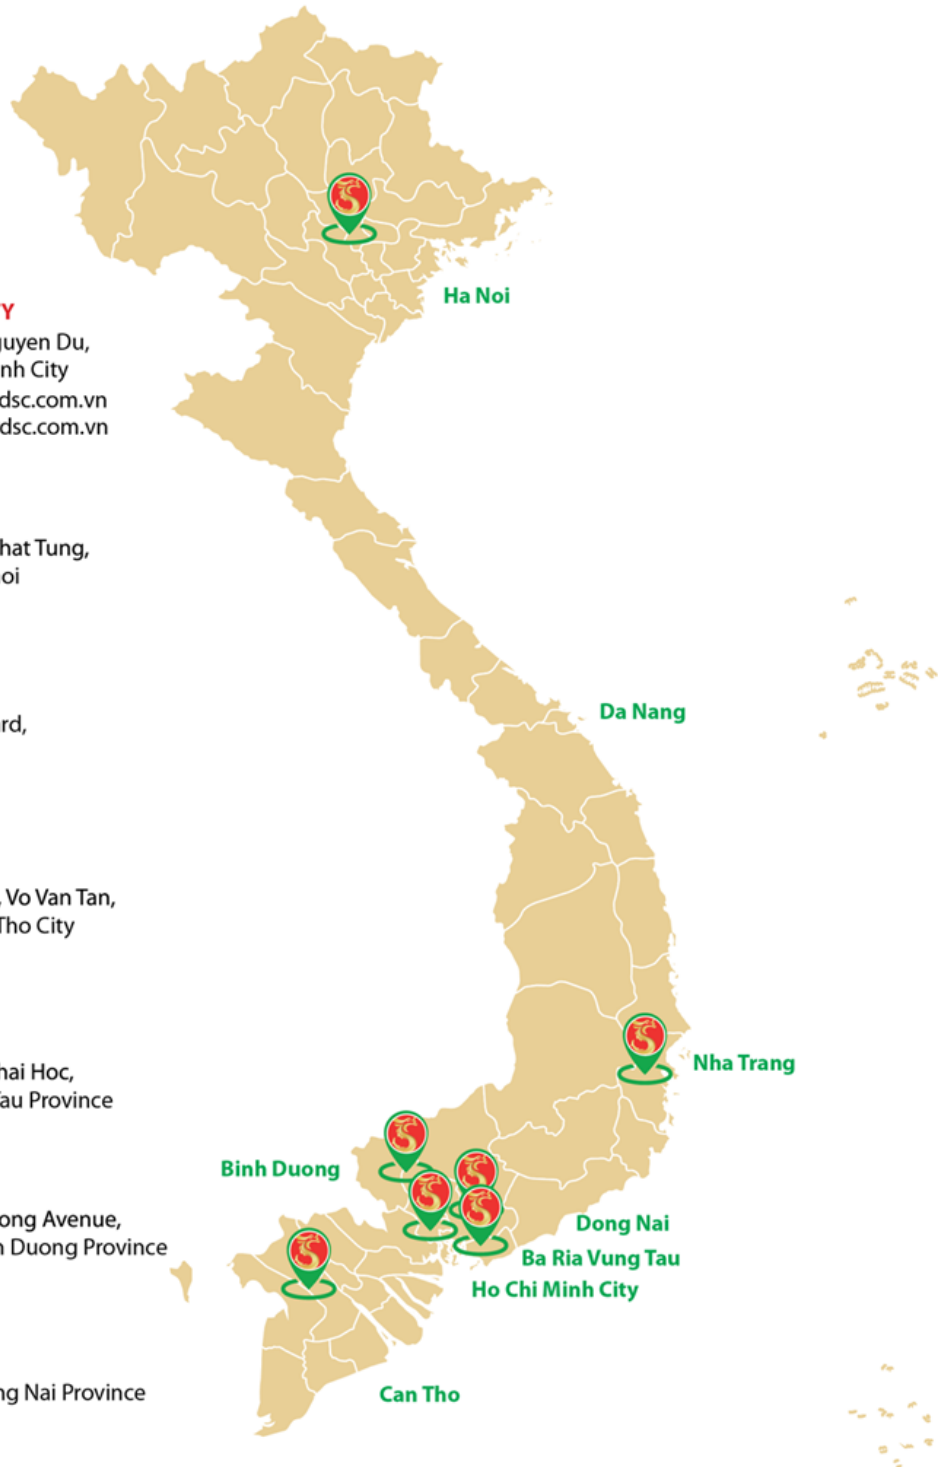 Y
guyen Du,
nh City
dsc.com.vn
dsc.com.vn
hat Tung,
oi
rd,
, Vo Van Tan,
Tho City
hai Hoc,
Tau Province
ong Avenue,
h Duong Province
ng Nai Province
Ha Noi
Da Nang
Nha Trang
Binh Duong
Dong Nai
Ba Ria Vung Tau
Ho Chi Minh City
Can Tho